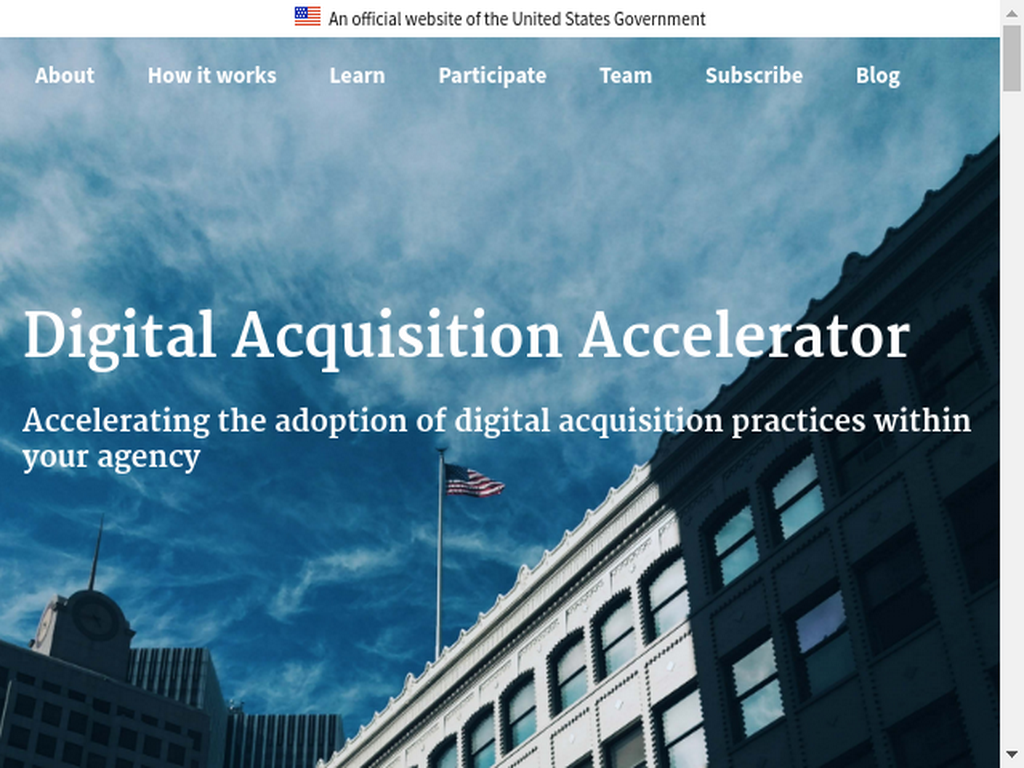 An official website of the United States Government
About How it works Learn Participate Team Subscribe Blog
Digital Acquisition Accelerator
Accelerating the adoption of digital acquisition practices within
your agency